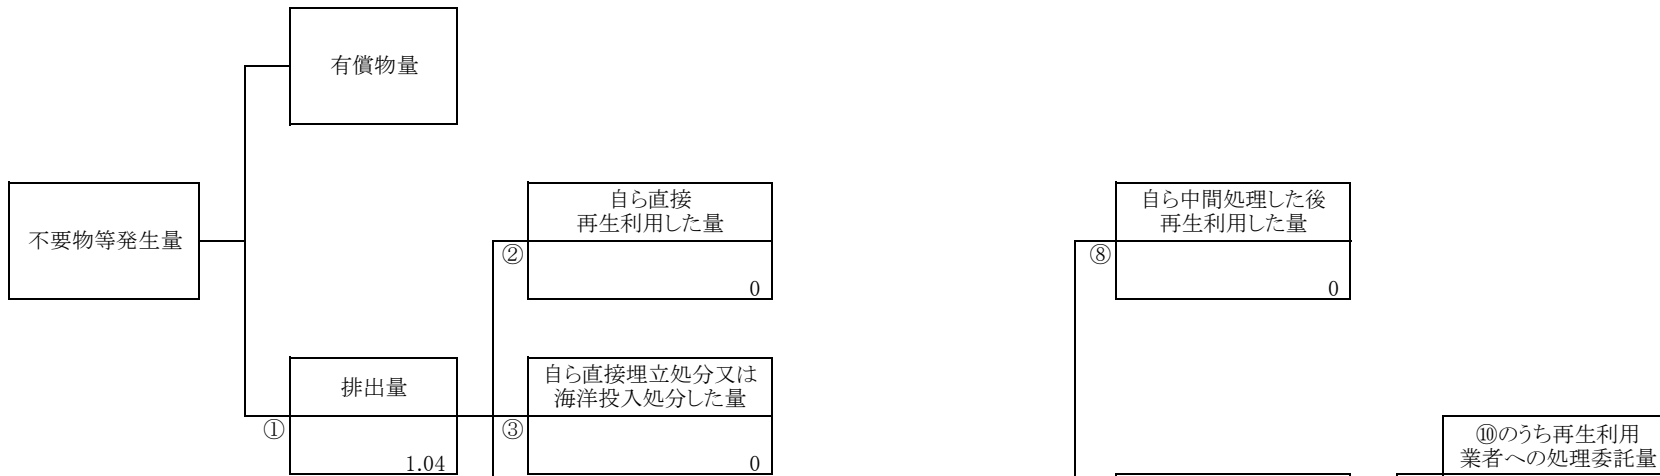 有償物量
不要物等発生量
自ら直接
再生利用した量
②
0
自ら中間処理した後
再生利用した量
⑧
0
排出量
①
1.04
自ら直接埋立処分又は
海洋投入処分した量
③
0
⑩のうち再生利用
業者への処理委託量